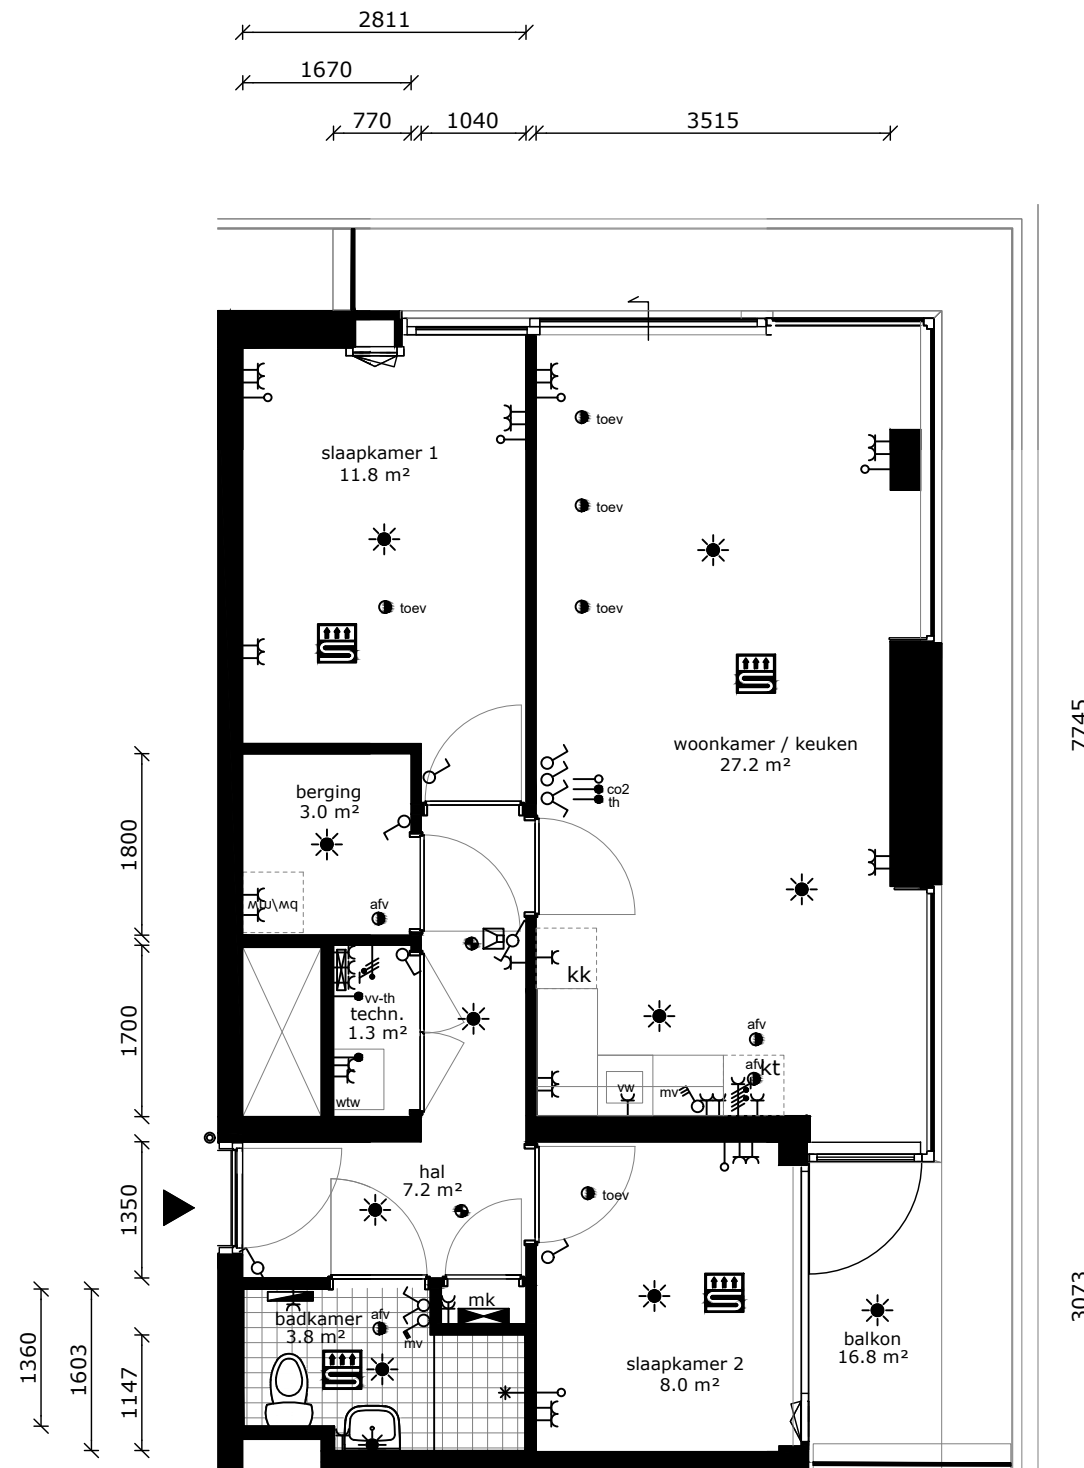 2811
1670
770
1040
3515
toev
slaapkamer 1
11.8 m²
toev
toev
toev
7745
woonkamer / keuken
27.2 m²
co2
th
berging
3.0 m²
1800
bw\mw
afv
kk
vv-th
techn.
1.3 m²
1700
afv
afv
kt
vw
mv
wtw
hal
7.2 m²
toev
1350
mk
badkamer
3.8 m²
afv
mv
3073
balkon
16.8 m²
slaapkamer 2
8.0 m²
1360
1603
1147